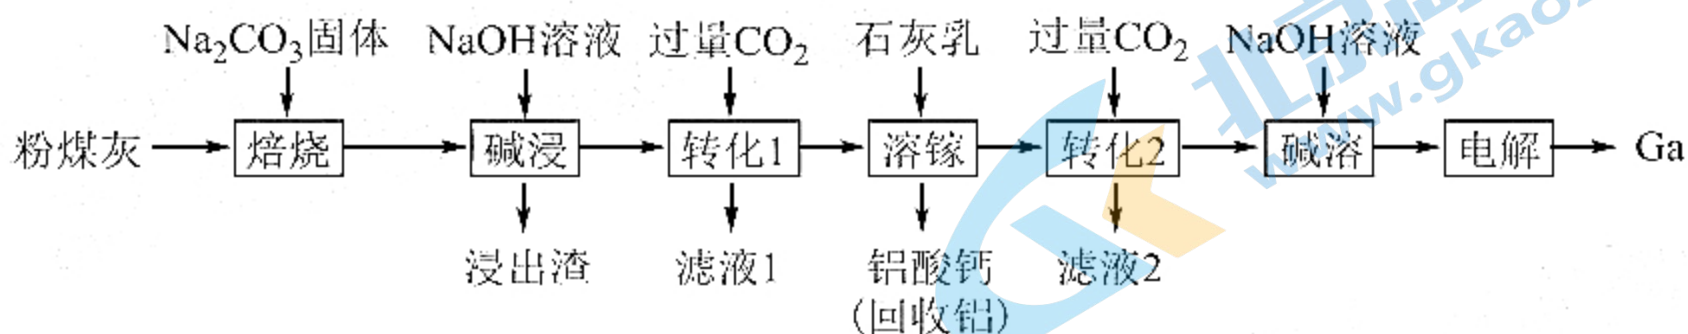 Na₂CO₃固体 NaOH溶液 过量CO₂ 石灰乳 过量CO₂ NaOH溶液
粉煤灰 焙烧 碱浸 转化1 溶镓 转化2 碱溶 电解 Ga
浸出渣 滤液1 铝酸钙 滤液2
(回收铝)
www.gkao